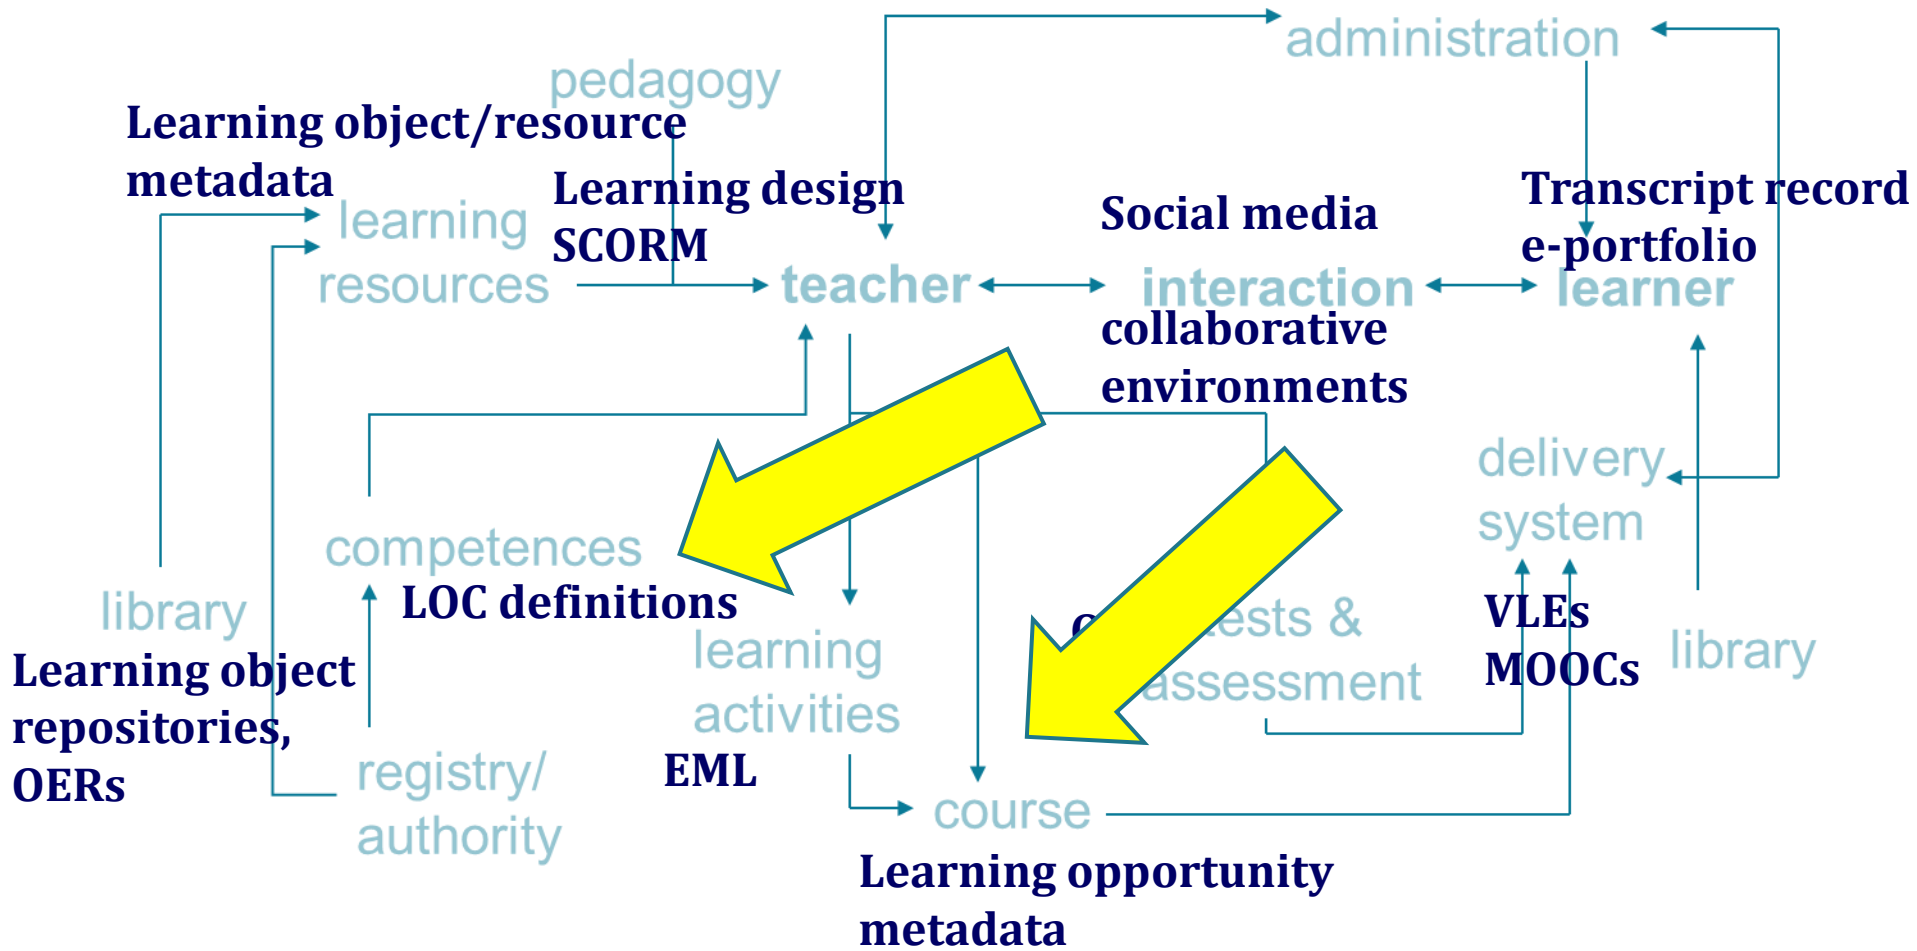 administration
pedagogy
Learning object/resource
metadata
Learning design
SCORM
Social media
Transcript record
e-portfolio
learning
resources
teacher
interaction
learner
collaborative
environments
delivery
system
competences
LOC definitions
library
Learning object
repositories,
OERs
learning
activities
EML
tests &
assessment
VLEs
MOOCs
library
registry/
authority
course
Learning opportunity
metadata